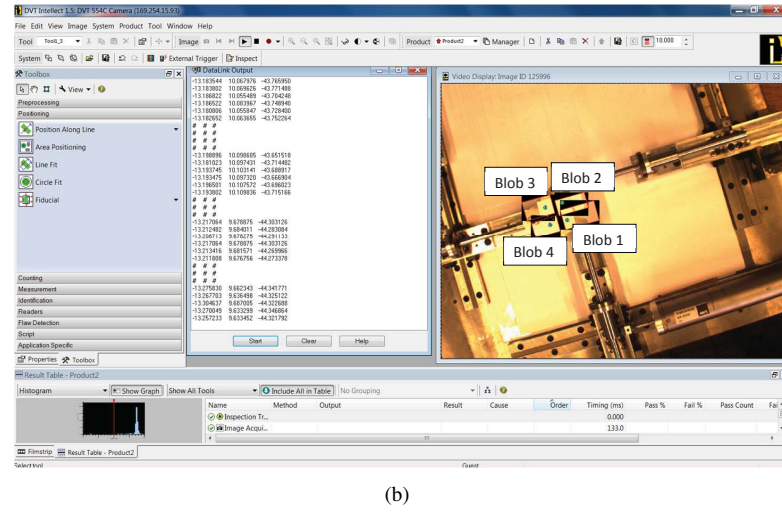 DVT Intellect 1.5: DVT 554C Camera (169.254.15.93)
File Edit View Image System Product Tool Window Help
Tool Tool1_3 Image Product Product2 Manager 10.000
System External Trigger Inspect
Toolbox
View
Preprocessing
Positioning
Position Along Line
Area Positioning
Line Fit
Circle Fit
Fiducial
Counting
Measurement
Identification
Readers
Flaw Detection
Script
Application Specific
Properties Toolbox
DataLink Output
-13.183544 10.067976 -43.765950
-13.183802 10.069626 -43.771488
-13.186822 10.055489 -43.704248
-13.186522 10.083967 -43.748940
-13.180806 10.055847 -43.728400
-13.182652 10.063655 -43.752264
# # #
# # #
# # #
-13.198896 10.098605 -43.651518
-13.181023 10.097431 -43.714492
-13.193745 10.103141 -43.688917
-13.193475 10.097320 -43.666904
-13.196501 10.107572 -43.696023
-13.193802 10.109836 -43.715166
# # #
# # #
-13.217064 9.678875 -44.303126
-13.212492 9.684011 -44.283084
-13.208713 9.678275 -44.291133
-13.217064 9.678875 -44.303126
-13.213416 9.681571 -44.269966
-13.211808 9.676756 -44.273378
# # #
# # #
# # #
-13.275830 9.662343 -44.341771
-13.267703 9.636498 -44.325122
-13.304637 9.687005 -44.322688
-13.270049 9.633299 -44.346864
-13.257233 9.633452 -44.321792
Start Clear Help
Video Display: Image ID 125996
Blob 3
Blob 2
Blob 1
Blob 4
Result Table - Product2
Histogram Show Graph Show All Tools Include All in Table No Grouping
Name Method Output Result Cause Order Timing (ms) Pass % Fail % Pass Count Fai
Inspection Tr... 0.000
Image Acqui... 133.0
Filmstrip Result Table - Product2
Select tool Guest
(b)